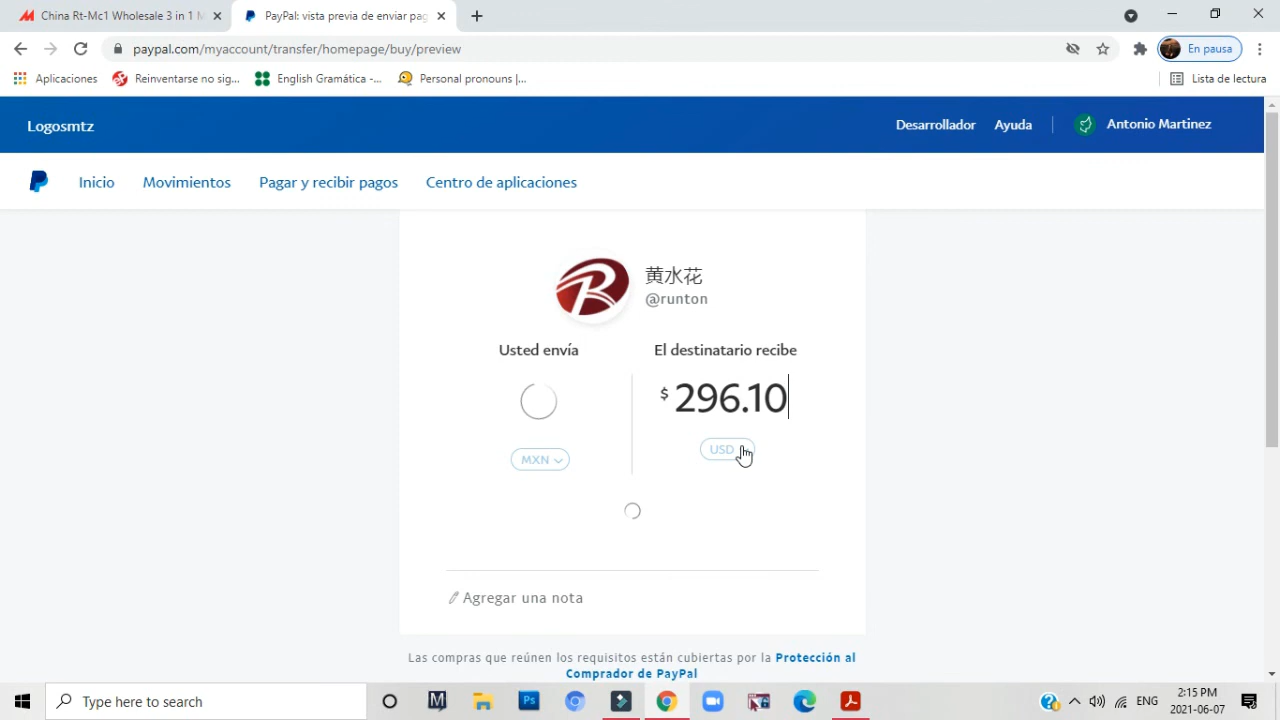 China Rt-Mc1 Wholesale 3 in 1 M
PayPal: vista previa de enviar pag
paypal.com/myaccount/transfer/homepage/buy/preview
En pausa
Aplicaciones
Reinventarse no sig...
English Gramática -...
Personal pronouns |...
Lista de lectura
Logosmtz
Desarrollador
Ayuda
Antonio Martinez
Inicio
Movimientos
Pagar y recibir pagos
Centro de aplicaciones
黄水花
@runton
Usted envía
El destinatario recibe
$ 296.10
MXN
USD
Agregar una nota
Las compras que reúnen los requisitos están cubiertas por la Protección al
Comprador de PayPal
Type here to search
ENG
2:15 PM
2021-06-07